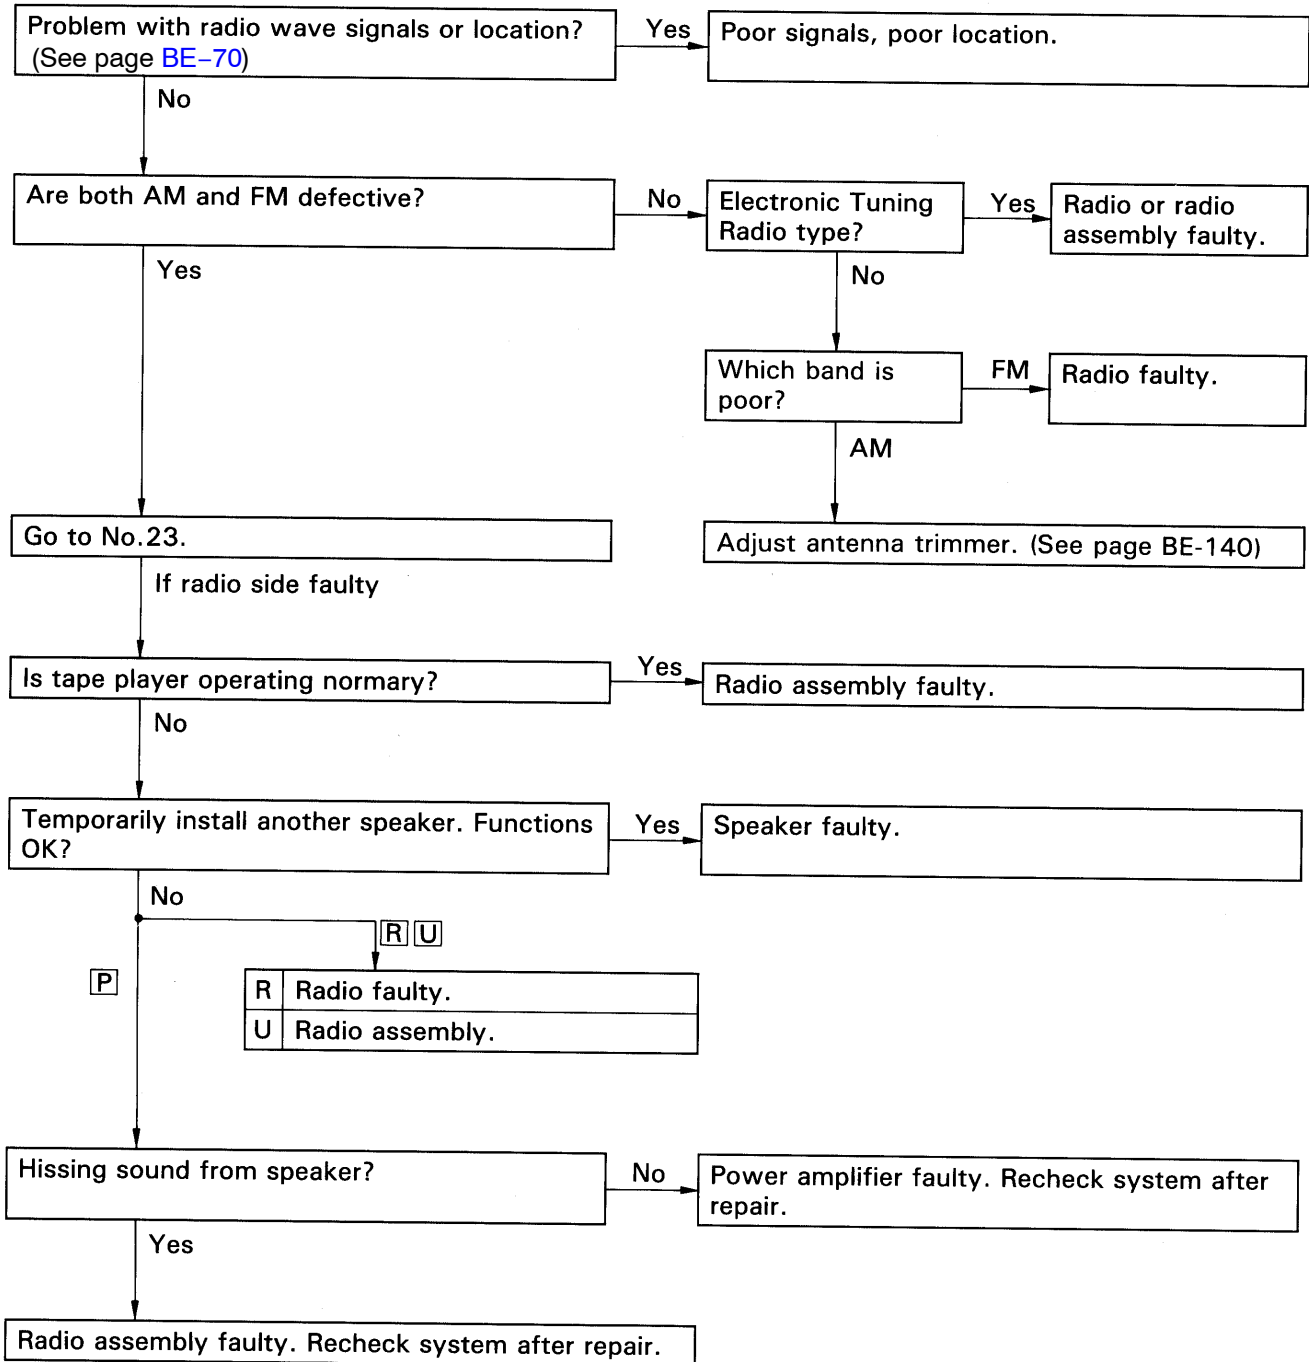 Problem with radio wave signals or location?
(See page BE–70)
Yes
Poor signals, poor location.
No
Are both AM and FM defective?
No
Electronic Tuning
Radio type?
Yes
Radio or radio
assembly faulty.
Yes
No
Which band is
poor?
FM
Radio faulty.
AM
Go to No.23.
Adjust antenna trimmer. (See page BE-140)
If radio side faulty
Is tape player operating normary?
Yes
Radio assembly faulty.
No
Temporarily install another speaker. Functions
OK?
Yes
Speaker faulty.
No
R U
P
R Radio faulty.
U Radio assembly.
Hissing sound from speaker?
No
Power amplifier faulty. Recheck system after
repair.
Yes
Radio assembly faulty. Recheck system after repair.